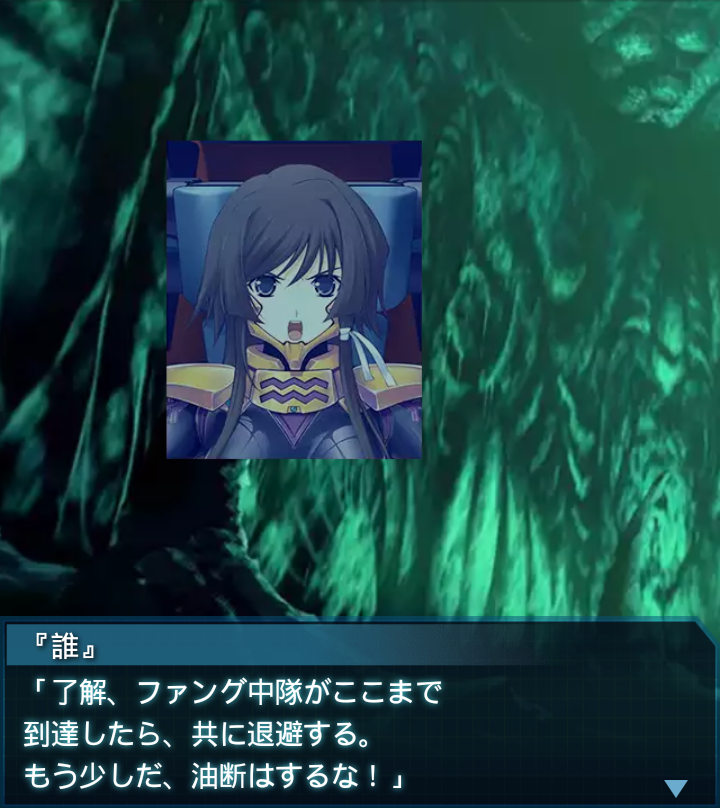 『誰』
「了解、ファング中隊がここまで
到達したら、共に退避する。
もう少しだ、油断はするな！」